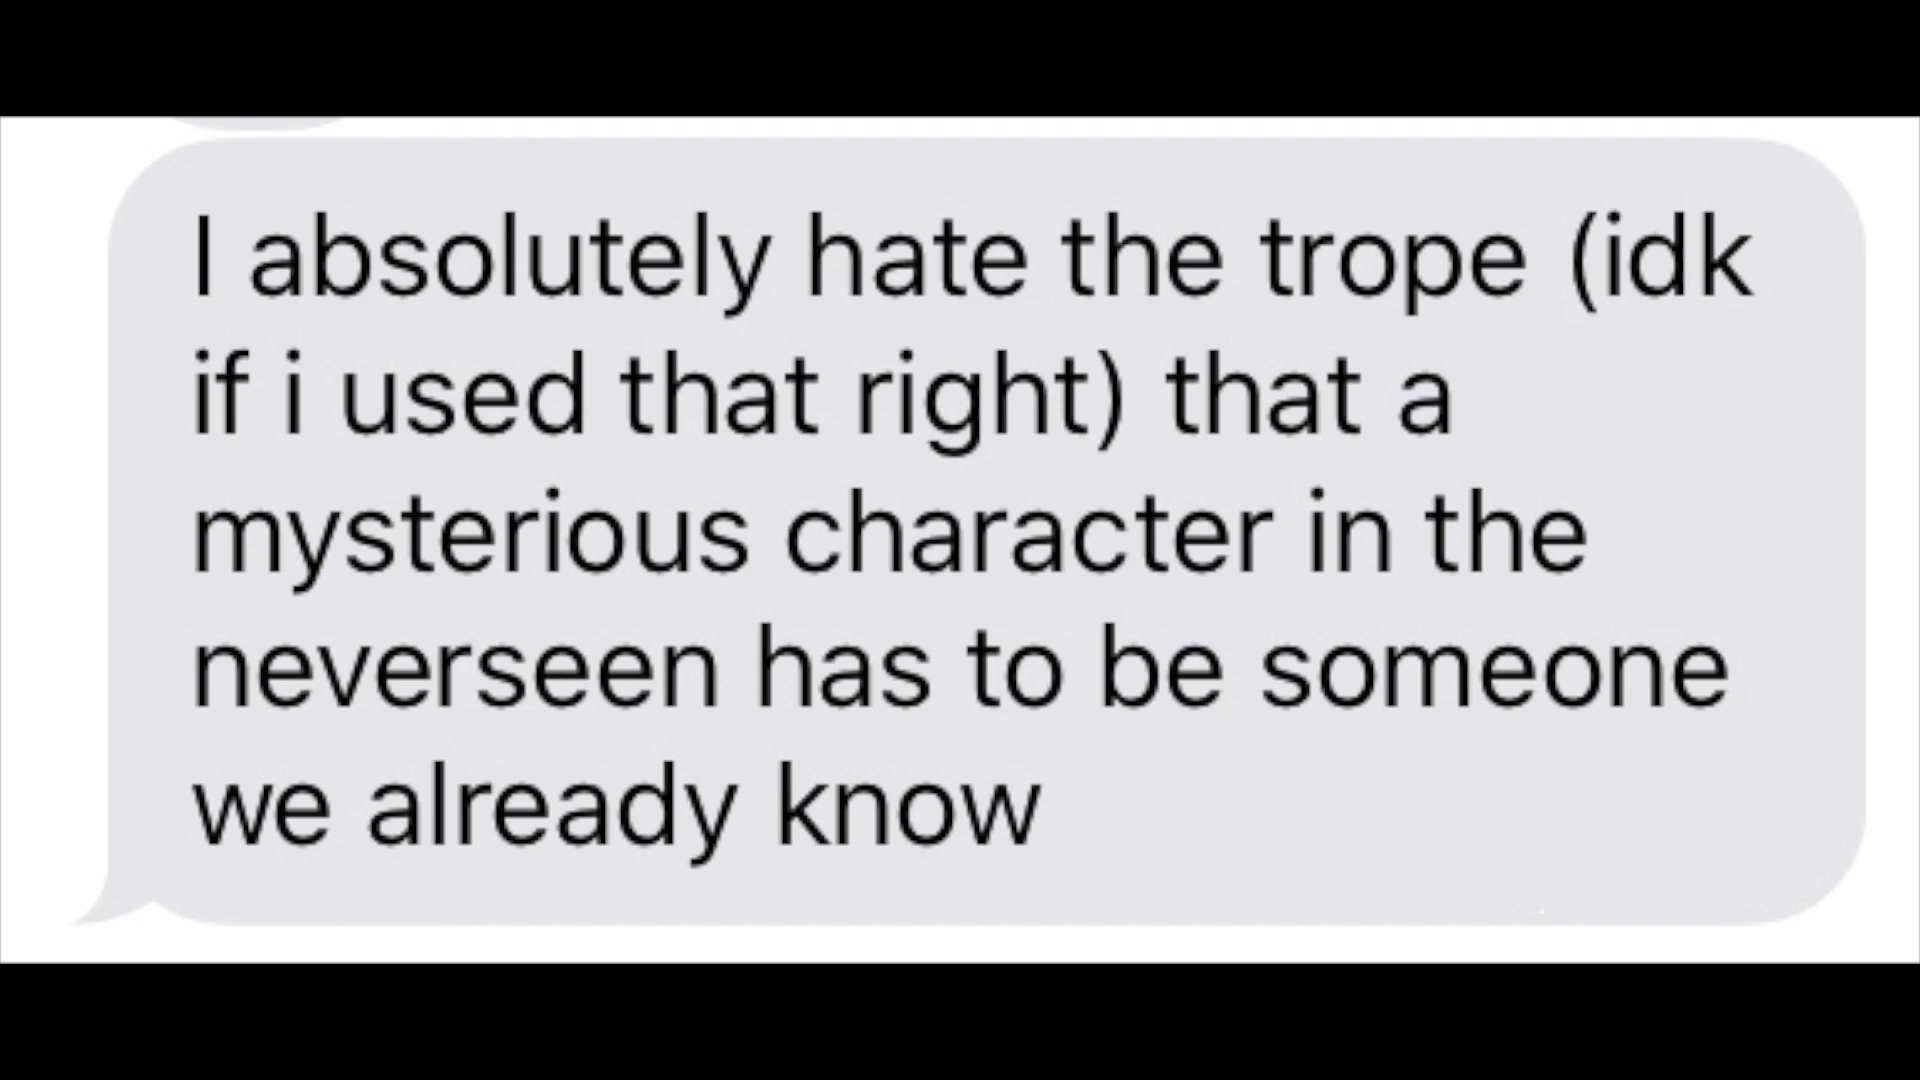 I absolutely hate the trope (idk
if i used that right) that a
mysterious character in the
neverseen has to be someone
we already know